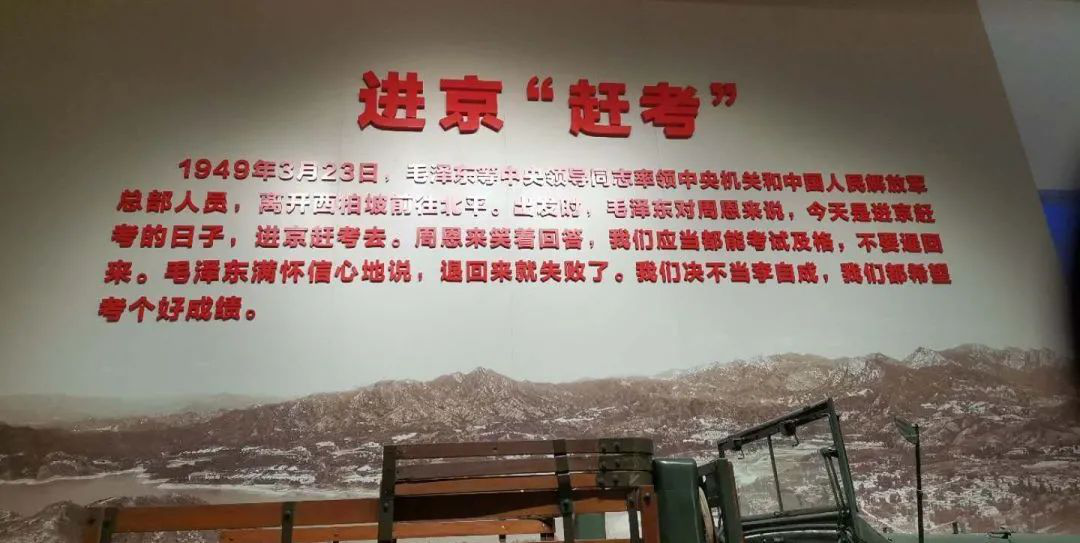 进京“赶考”
1949年3月23日，毛泽东等中央领导同志率领中央机关和中国人民解放军
总部人员，离开西柏坡前往北平。出发时，毛泽东对周恩来说，今天是进京赶
考的日子，进京赶考去。周恩来笑着回答，我们应当都能考试及格，不要退回
来。毛泽东满怀信心地说，退回来就失败了。我们决不当李自成，我们都希望
考个好成绩。